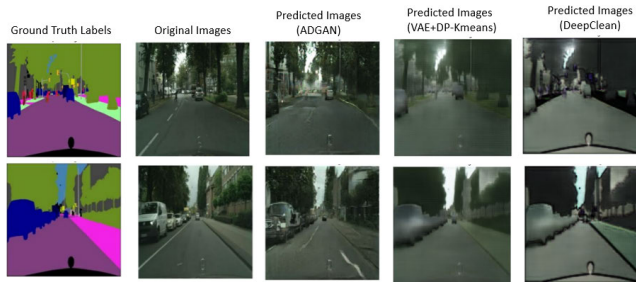 Ground Truth Labels
Original Images
Predicted Images
(ADGAN)
Predicted Images
(VAE+DP-Kmeans)
Predicted Images
(DeepClean)